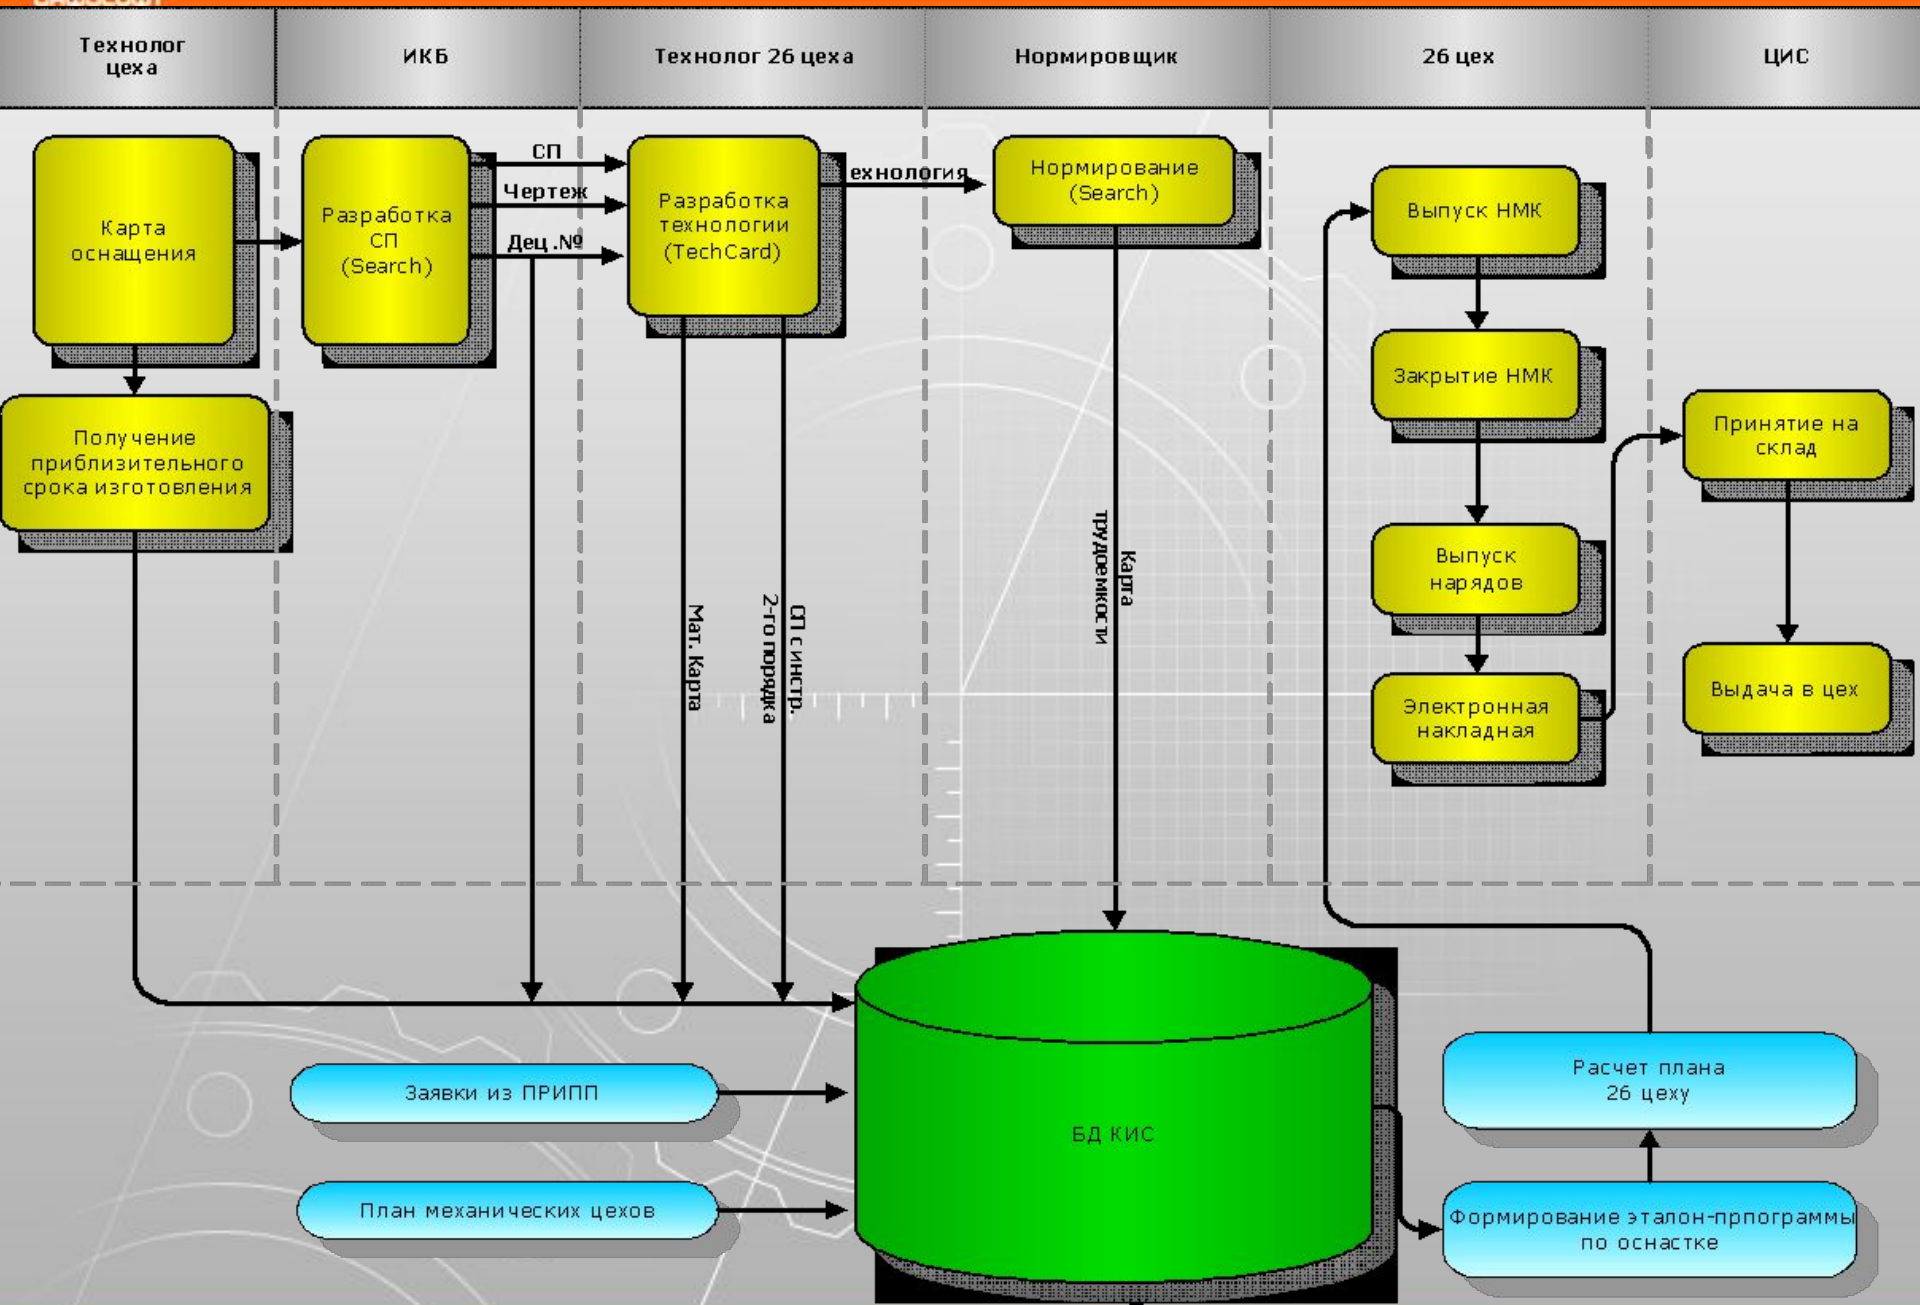 Технолог
цеха
ИКБ
Технолог 26 цеха
Нормировщик
26 цех
ЦИС
Карта
оснащения
Разработка
СП
(Search)
СП
Чертеж
Дец.№
Разработка
технологии
(TechCard)
ехнология
Нормирование
(Search)
Выпуск НМК
Закрытие НМК
Получение
приблизительного
срока изготовления
Принятие на
склад
Выпуск
нарядов
Мат. Карта
СП с инстр.
2-го порядка
Карта
трудоемкости
Электронная
накладная
Выдача в цех
Заявки из ПРИПП
План механических цехов
БД КИС
Расчет плана
26 цеху
Формирование эталон-прпограммы
по оснастке